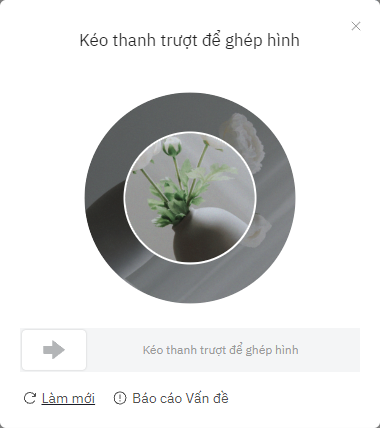 Kéo thanh trượt để ghép hình
Kéo thanh trượt để ghép hình
Làm mới
Báo cáo Vấn đề